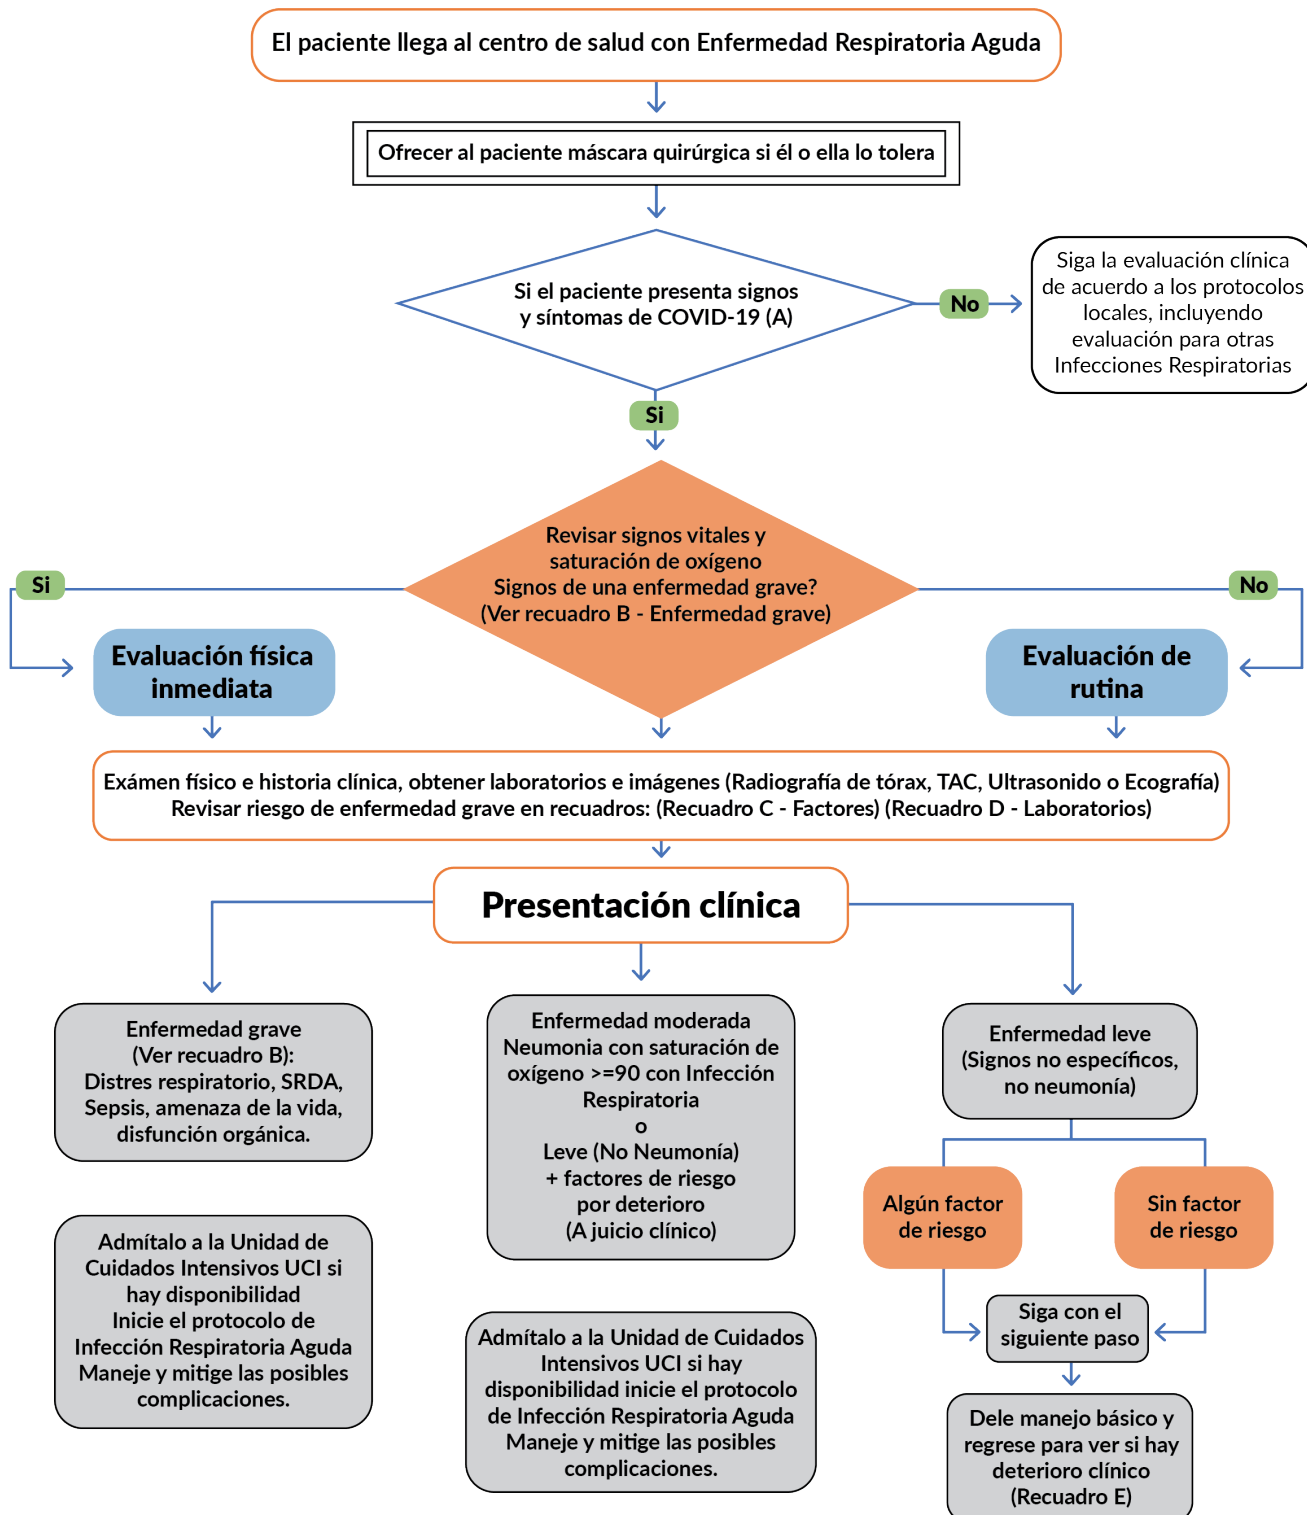 El paciente llega al centro de salud con Enfermedad Respiratoria Aguda
Ofrecer al paciente máscara quirúrgica si él o ella lo tolera
Si el paciente presenta signos
y síntomas de COVID-19 (A)
No
Siga la evaluación clínica
de acuerdo a los protocolos
locales, incluyendo
evaluación para otras
Infecciones Respiratorias
Si
Revisar signos vitales y
saturación de oxígeno
Signos de una enfermedad grave?
(Ver recuadro B - Enfermedad grave)
Si
No
Evaluación física
inmediata
Evaluación de
rutina
Exámen físico e historia clínica, obtener laboratorios e imágenes (Radiografía de tórax, TAC, Ultrasonido o Ecografía)
Revisar riesgo de enfermedad grave en recuadros: (Recuadro C - Factores) (Recuadro D - Laboratorios)
Presentación clínica
Enfermedad grave
(Ver recuadro B):
Distres respiratorio, SRDA,
Sepsis, amenaza de la vida,
disfunción orgánica.
Admítalo a la Unidad de
Cuidados Intensivos UCI si
hay disponibilidad
Inicie el protocolo de
Infección Respiratoria Aguda
Maneje y mitige las posibles
complicaciones.
Enfermedad moderada
Neumonia con saturación de
oxígeno >=90 con Infección
Respiratoria
o
Leve (No Neumonía)
+ factores de riesgo
por deterioro
(A juicio clínico)
Admítalo a la Unidad de Cuidados
Intensivos UCI si hay
disponibilidad inicie el protocolo
de Infección Respiratoria Aguda
Maneje y mitige las posibles
complicaciones.
Enfermedad leve
(Signos no específicos,
no neumonía)
Algún factor
de riesgo
Sin factor
de riesgo
Siga con el
siguiente paso
Dele manejo básico y
regrese para ver si hay
deterioro clínico
(Recuadro E)